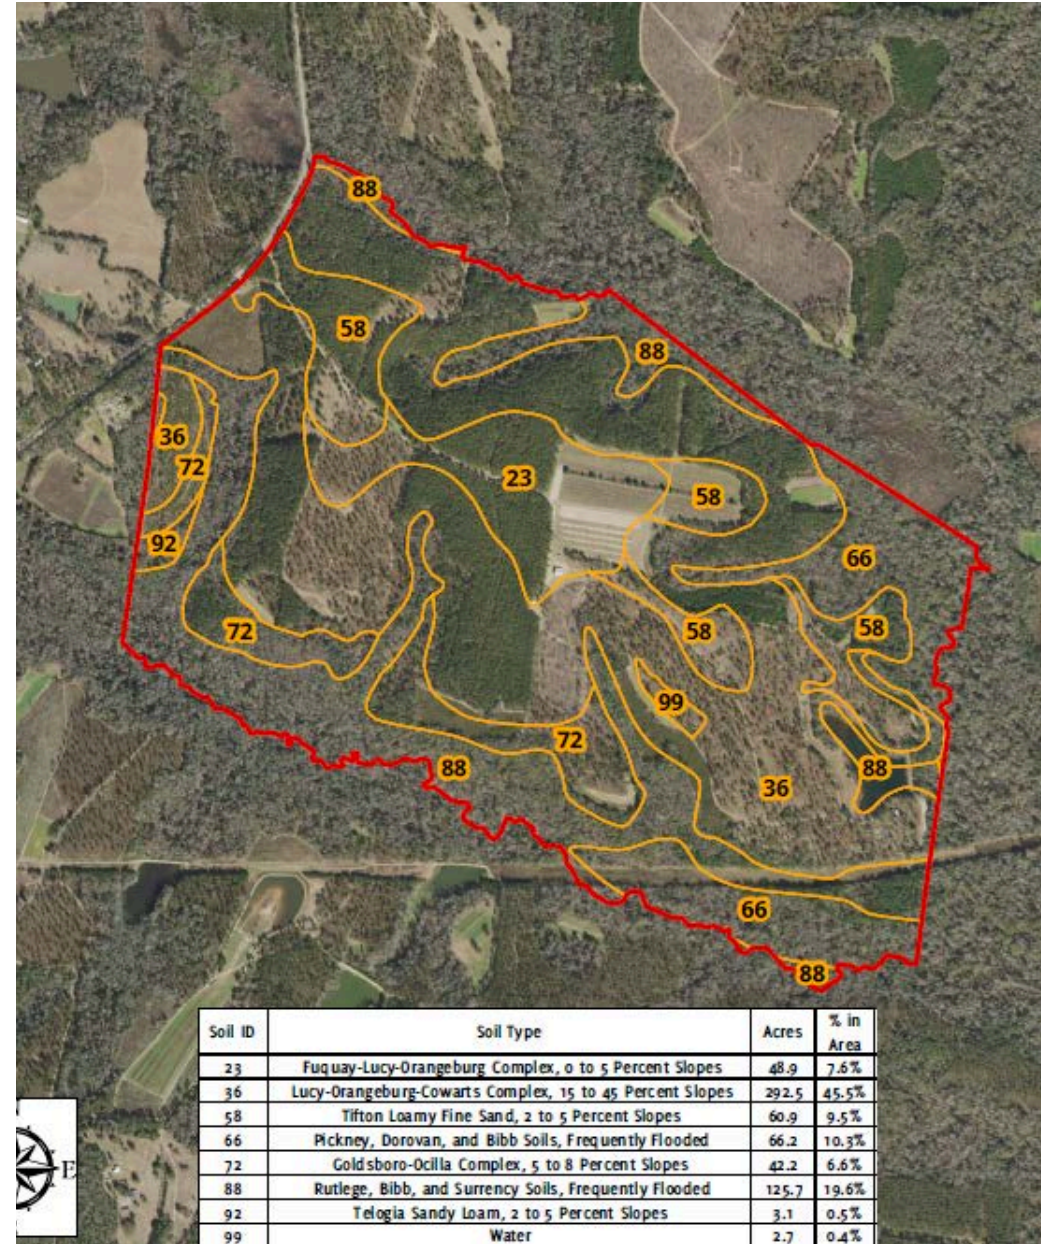 88
58
88
36
72
23
58
92
66
72
58
58
99
72
88
88
36
66
88
E
Soil ID Soil Type Acres % in Area
23 Fuquay-Lucy-Orangeburg Complex, 0 to 5 Percent Slopes 48.9 7.6%
36 Lucy-Orangeburg-Cowarts Complex, 15 to 45 Percent Slopes 292.5 45.5%
58 Tifton Loamy Fine Sand, 2 to 5 Percent Slopes 60.9 9.5%
66 Pickney, Dorovan, and Bibb Soils, Frequently Flooded 66.2 10.3%
72 Goldsboro-Ocilla Complex, 5 to 8 Percent Slopes 42.2 6.6%
88 Rutlege, Bibb, and Surrency Soils, Frequently Flooded 125.7 19.6%
92 Telogia Sandy Loam, 2 to 5 Percent Slopes 3.1 0.5%
99 Water 2.7 0.4%